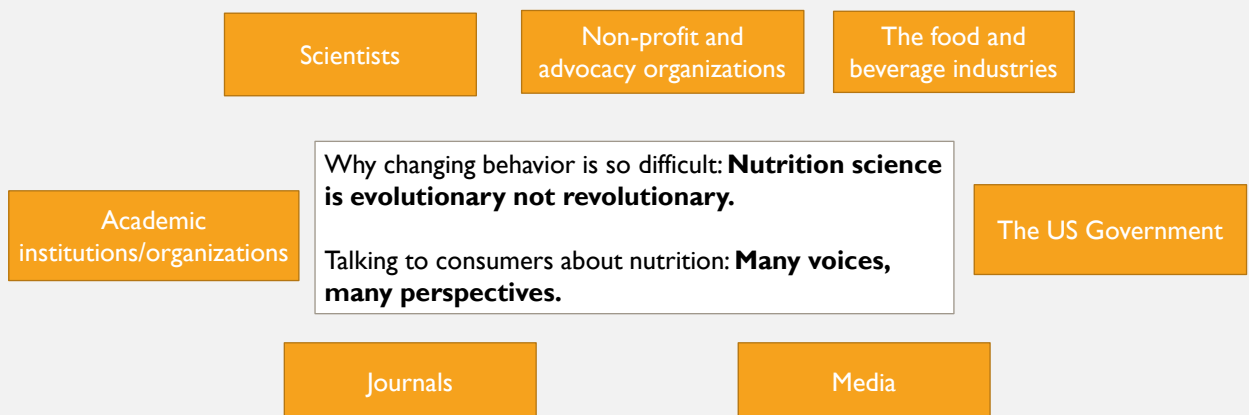 Scientists
Non-profit and
advocacy organizations
The food and
beverage industries
Why changing behavior is so difficult: Nutrition science
is evolutionary not revolutionary.
Talking to consumers about nutrition: Many voices,
many perspectives.
Academic
institutions/organizations
The US Government
Journals
Media